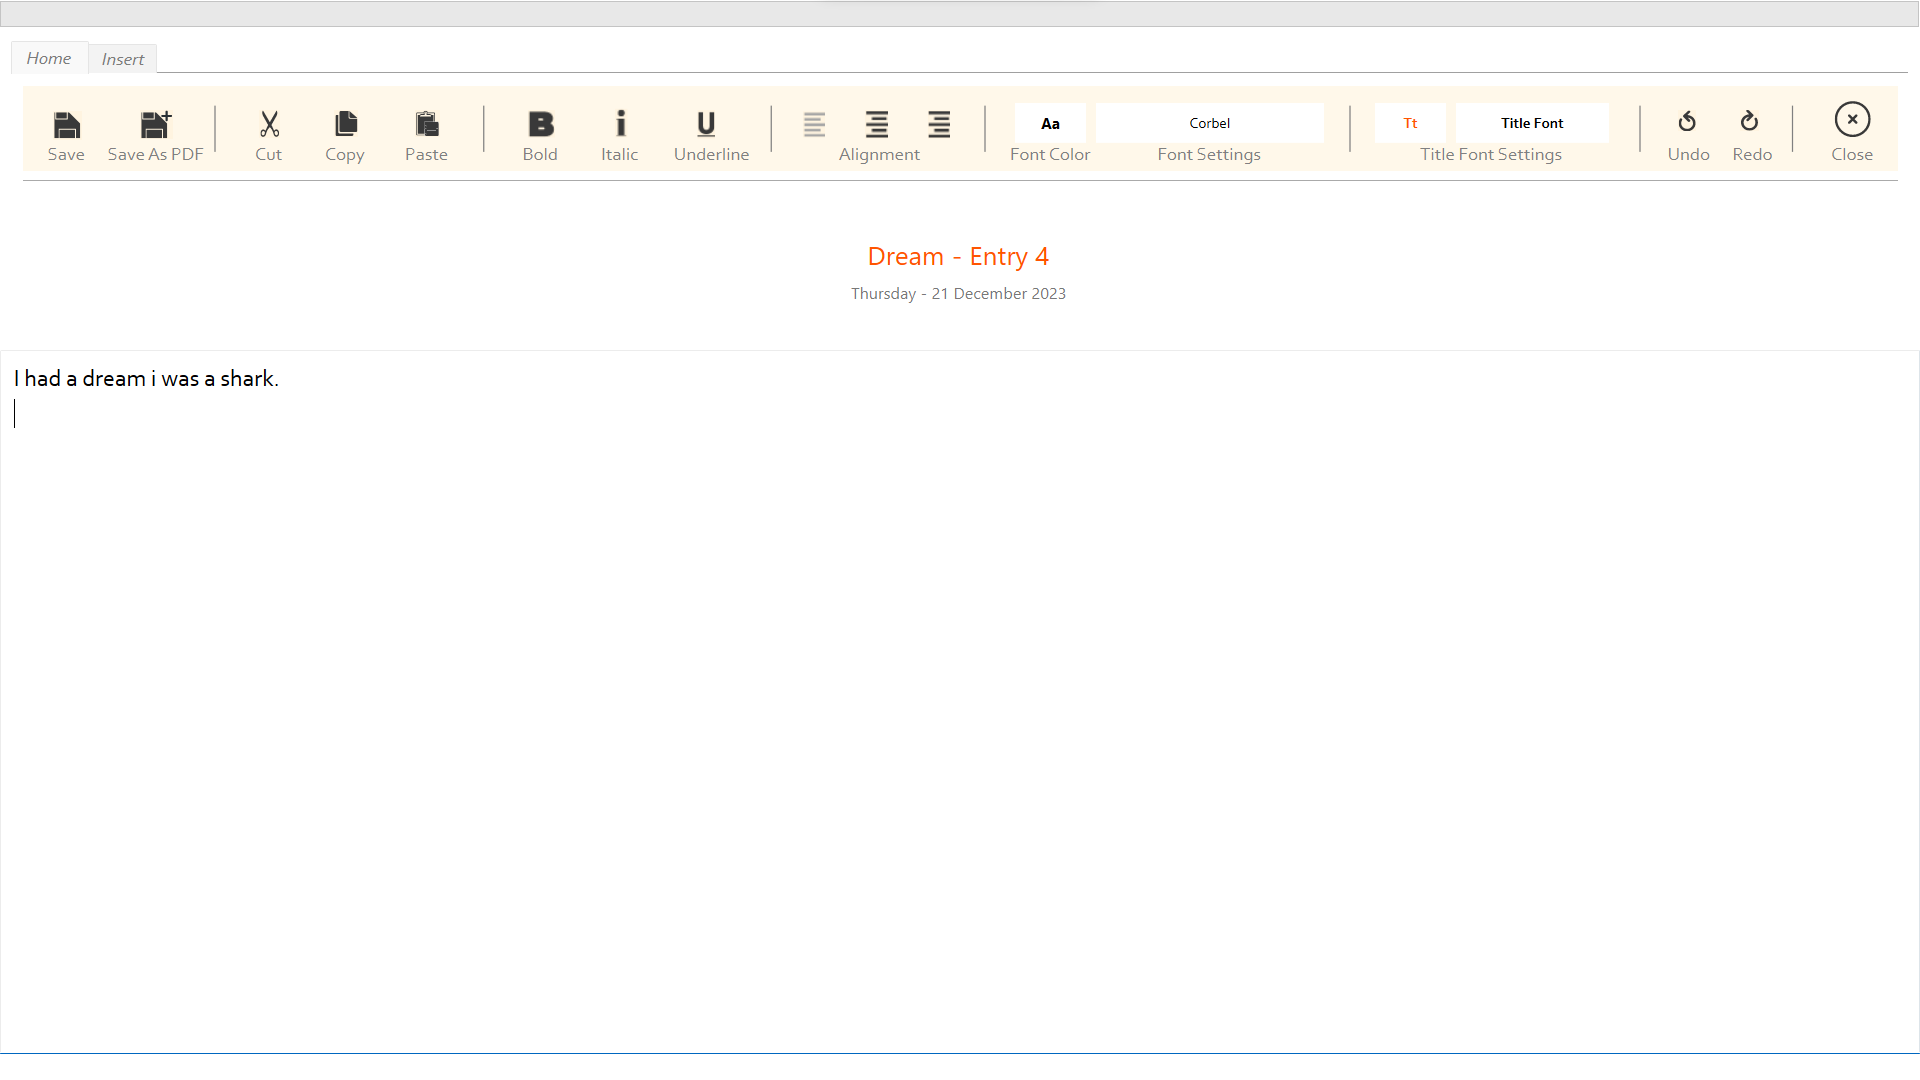 Home Insert
Aa Corbel Tt Title Font
Save Save As PDF Cut Copy Paste Bold Italic Underline Alignment Font Color Font Settings Title Font Settings Undo Redo Close
Dream - Entry 4
Thursday - 21 December 2023
I had a dream i was a shark.